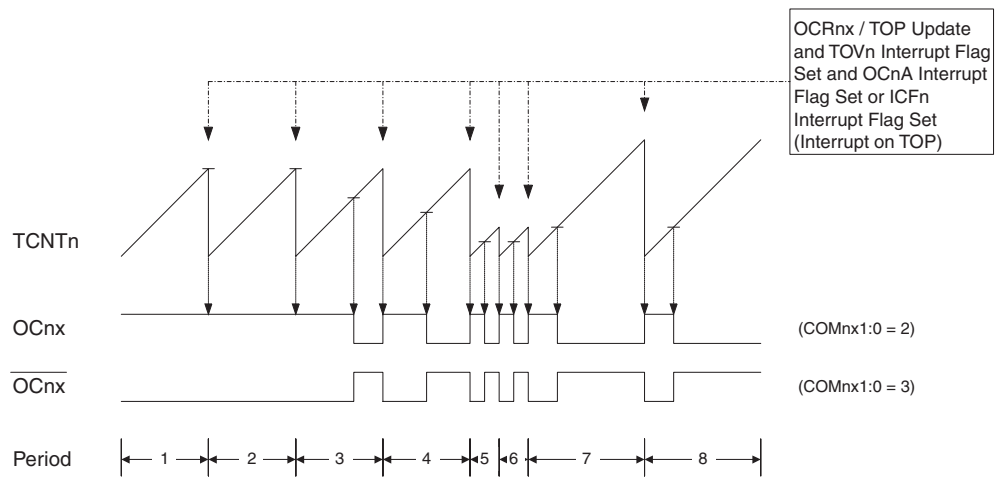 OCRnx / TOP Update
and TOVn Interrupt Flag
Set and OCnA Interrupt
Flag Set or ICFn
Interrupt Flag Set
(Interrupt on TOP)
TCNTn
OCnx (COMnx1:0 = 2)
OCnx (COMnx1:0 = 3)
Period 1 2 3 4 5 6 7 8